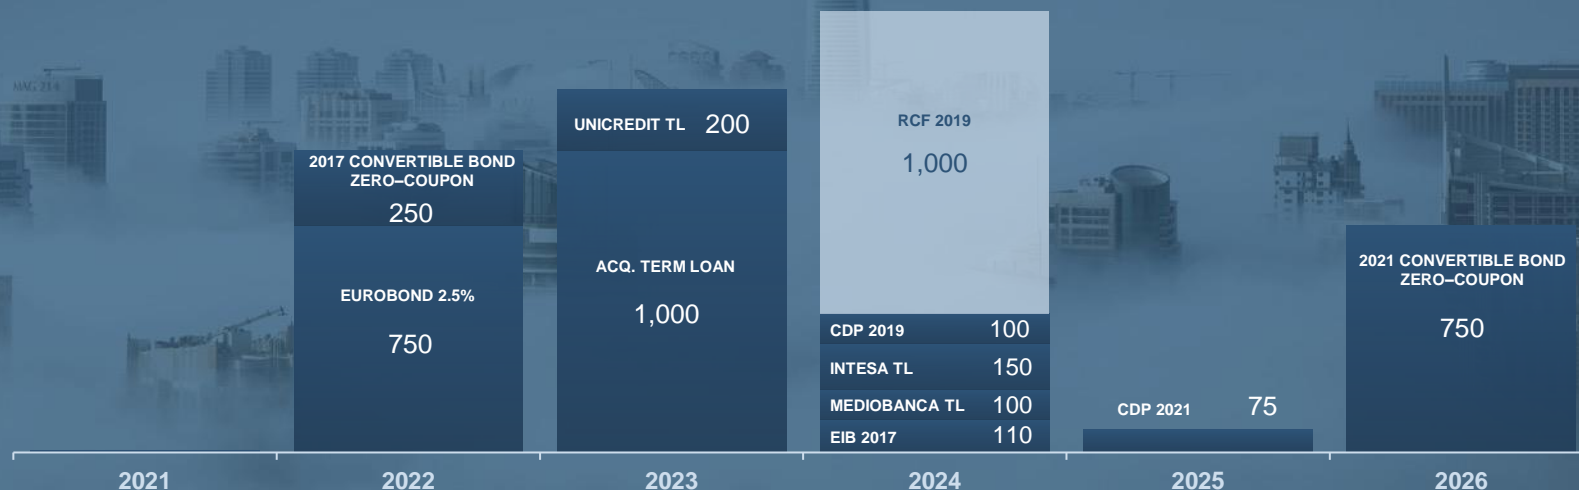 MAG 214
2017 CONVERTIBLE BOND
ZERO–COUPON
250
EUROBOND 2.5%
750
UNICREDIT TL 200
ACQ. TERM LOAN
1,000
RCF 2019
1,000
CDP 2019 100
INTESA TL 150
MEDIOBANCA TL 100
EIB 2017 110
CDP 2021 75
2021 CONVERTIBLE BOND
ZERO–COUPON
750
2021 2022 2023 2024 2025 2026